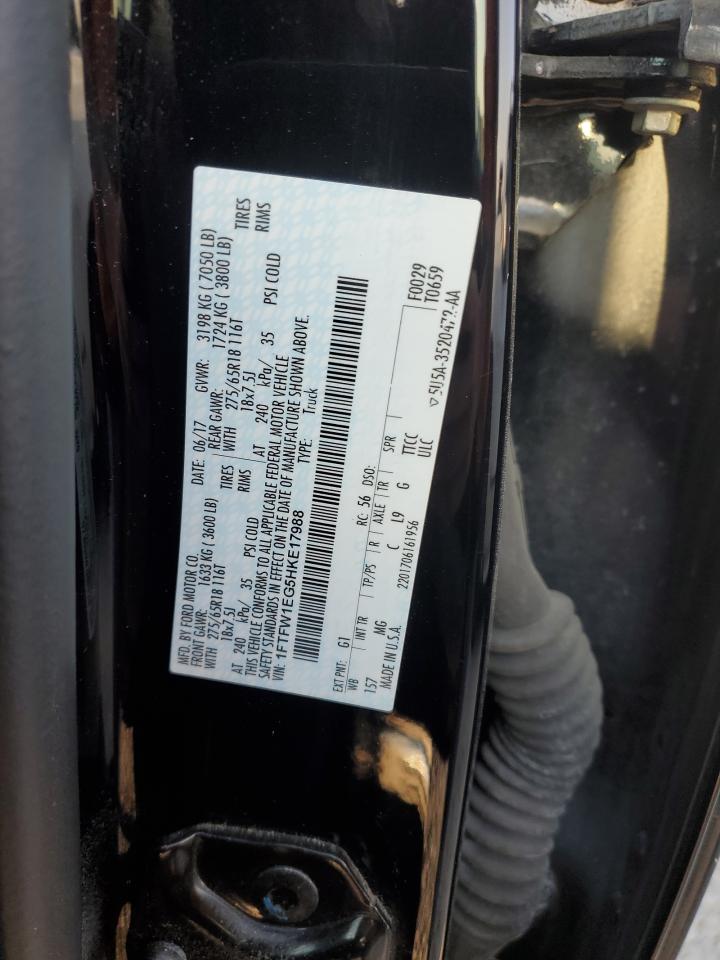 MFD. BY FORD MOTOR CO. DATE: 06/17 GVWR: 3198 KG ( 7050 LB)
FRONT GAWR: 1633 KG ( 3600 LB) REAR GAWR: 1724 KG ( 3800 LB)
WITH 275/65R18 116T TIRES WITH 275/65R18 116T TIRES
18x7.5J RIMS 18x7.5J RIMS
AT 240 kPa/ 35 PSI COLD AT 240 kPa/ 35 PSI COLD
THIS VEHICLE CONFORMS TO ALL APPLICABLE FEDERAL MOTOR VEHICLE
SAFETY STANDARDS IN EFFECT ON THE DATE OF MANUFACTURE SHOWN ABOVE.
VIN: 1FTFW1EG5HKE17988 TYPE: Truck
EXT PNT: G1 RC: 56 DSO: F0029
WB INT TR TP/PS R AXLE TR SPR T0659
157 MG C L9 G TTCC
MADE IN U.S.A. 2201706161956 ULC
5U5A-3520472-AA